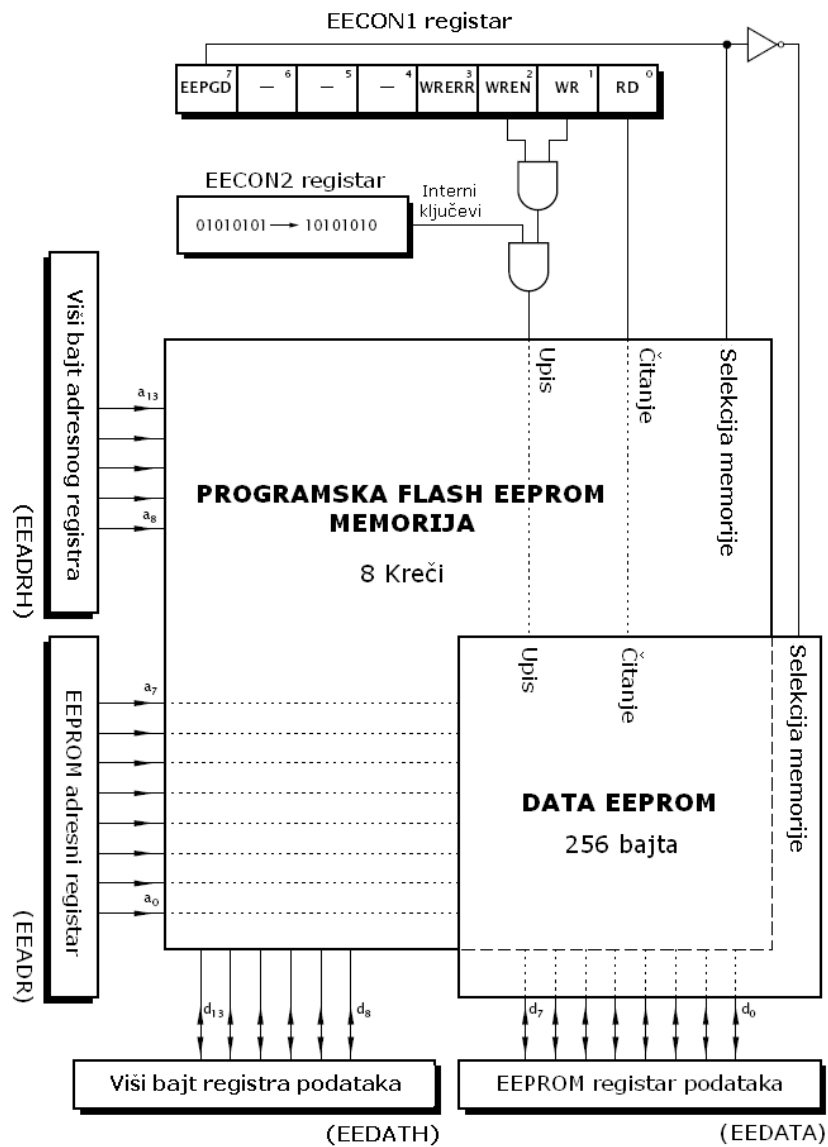 EECON1 registar
EEPGD 7 — 6 — 5 — 4 WRERR 3 WREN 2 WR 1 RD 0
EECON2 registar
01010101 → 10101010
Interni
ključevi
Viši bajt adresnog registra
(EEADRH)
a13
a8
Upis
Čitanje
Selekcija memorije
PROGRAMSKA FLASH EEPROM
MEMORIJA
8 Kreči
EEPROM adresni registar
(EEADR)
a7
a0
Upis
Čitanje
Selekcija memorije
DATA EEPROM
256 bajta
d13
d8
d7
d0
Viši bajt registra podataka
(EEDATH)
EEPROM registar podataka
(EEDATA)